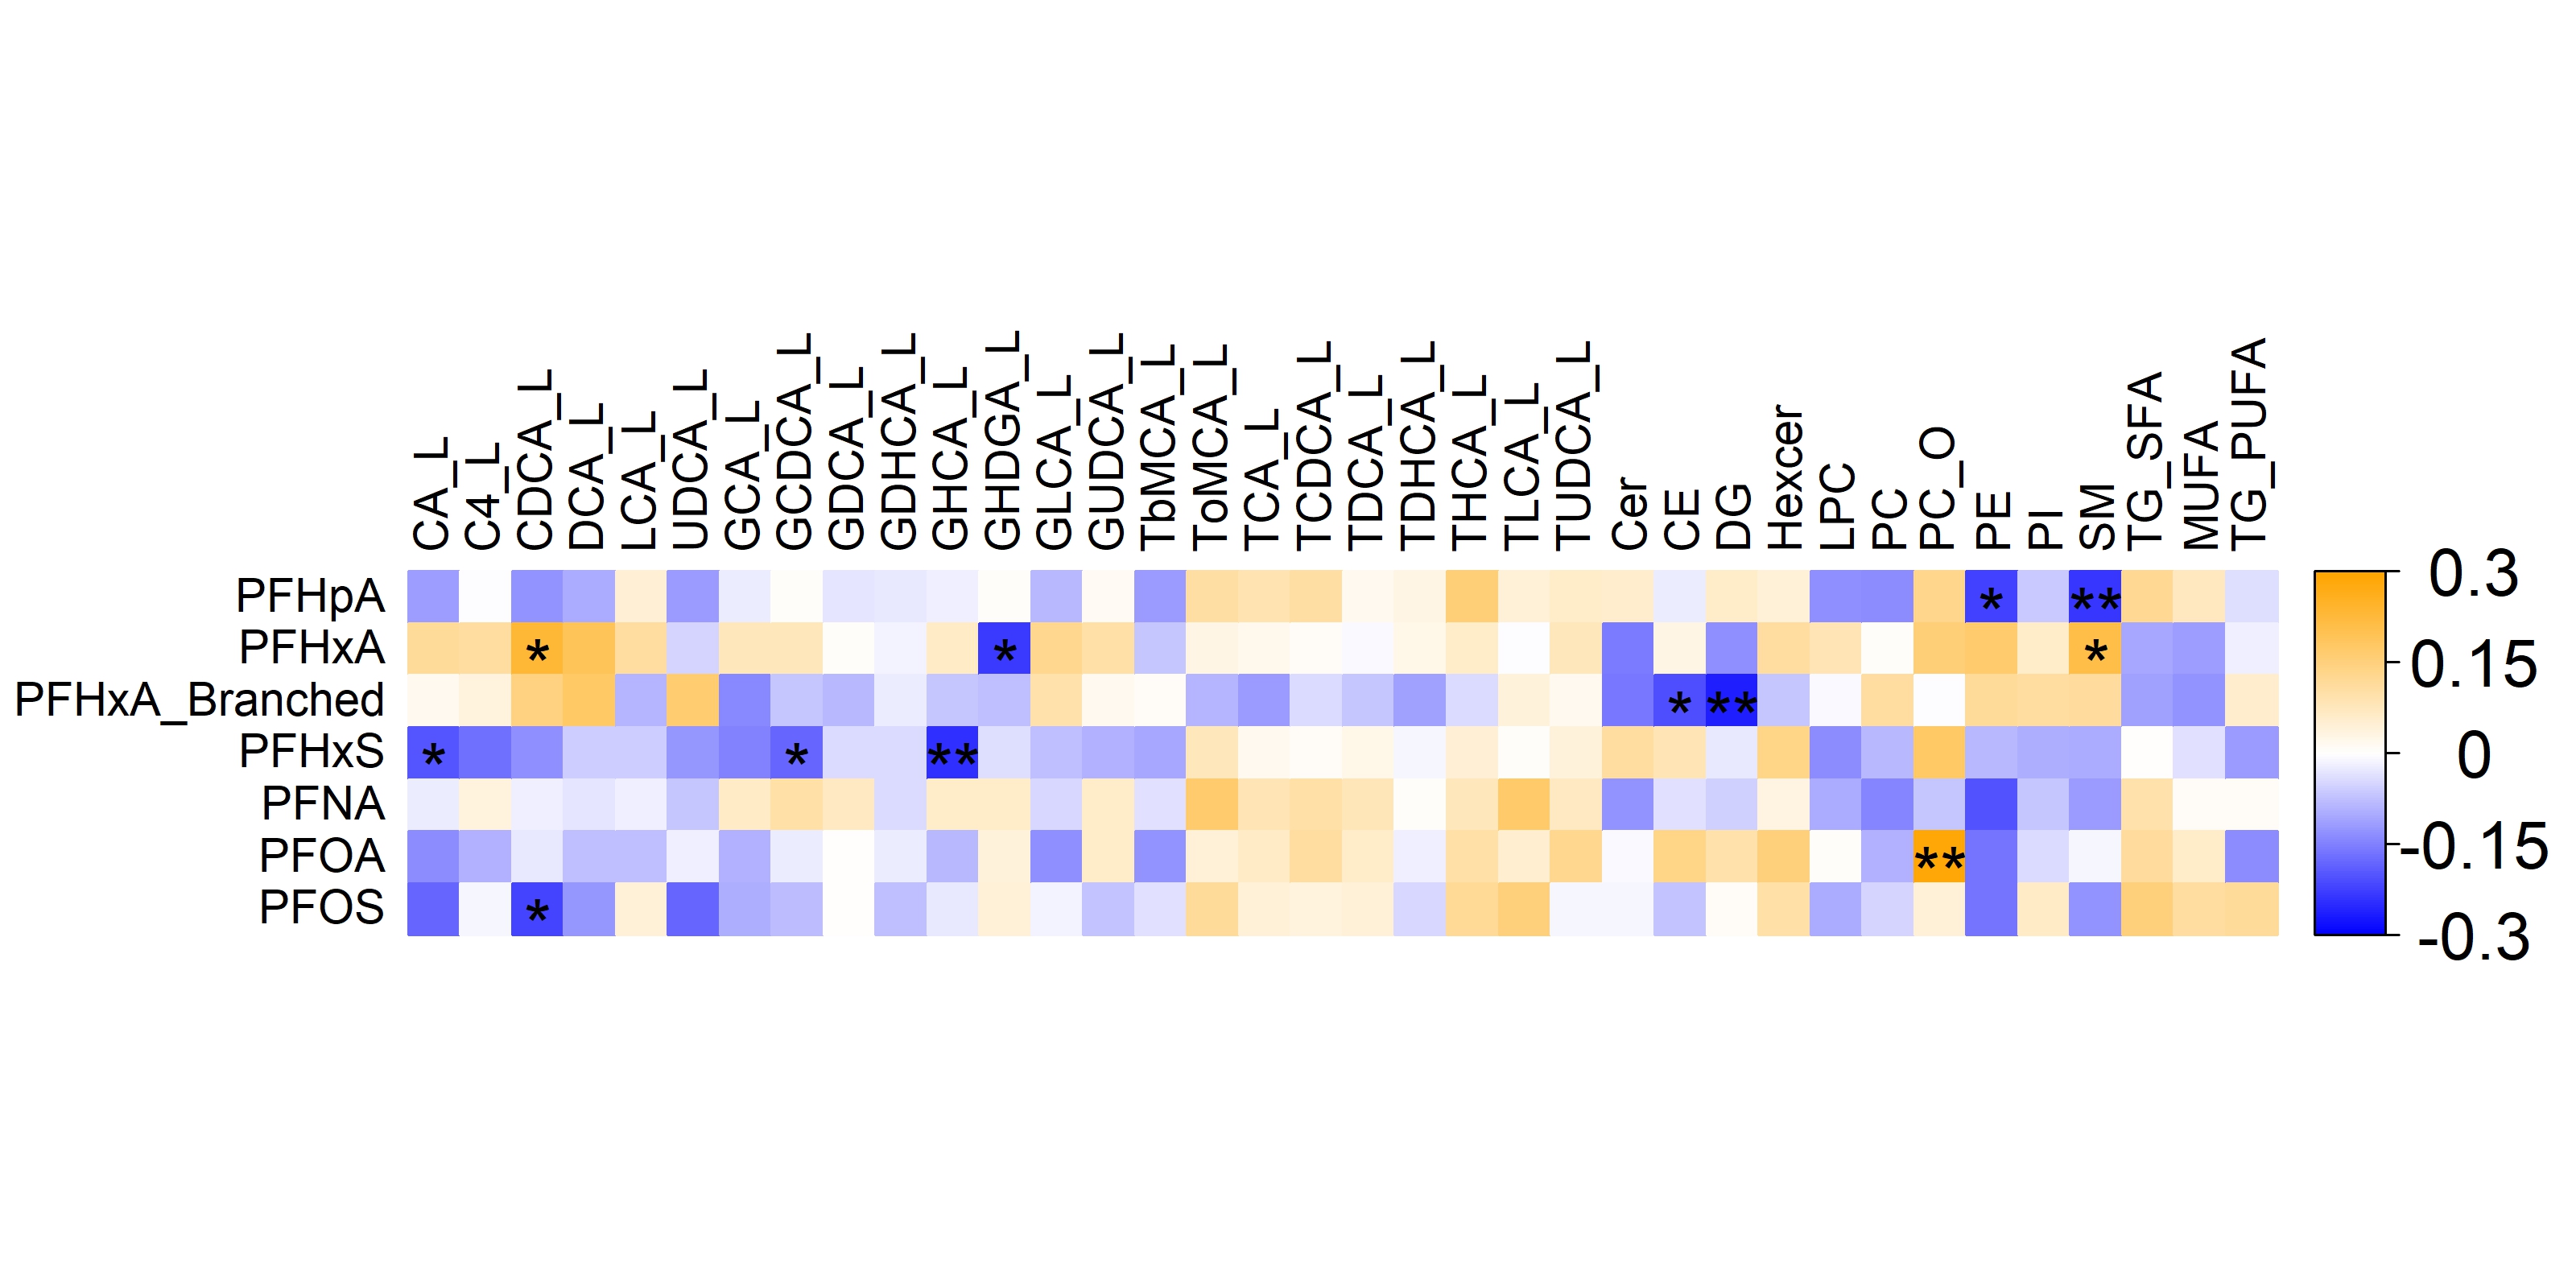 CA_L
C4_L
CDCA_L
DCA_L
LCA_L
UDCA_L
GCA_L
GCDCA_L
GDCA_L
GDHCA_L
GHCA_L
GHDGA_L
GLCA_L
GUDCA_L
TbMCA_L
ToMCA_L
TCA_L
TCDCA_L
TDCA_L
TDHCA_L
THCA_L
TLCA_L
TUDCA_L
Cer
CE
DG
Hexcer
LPC
PC
PC_O
PE
PI
SM
TG_SFA
MUFA
TG_PUFA
PFHpA * **
PFHxA * * *
PFHxA_Branched * **
PFHxS * * **
PFNA
PFOA **
PFOS *
0.3
0.15
0
-0.15
-0.3